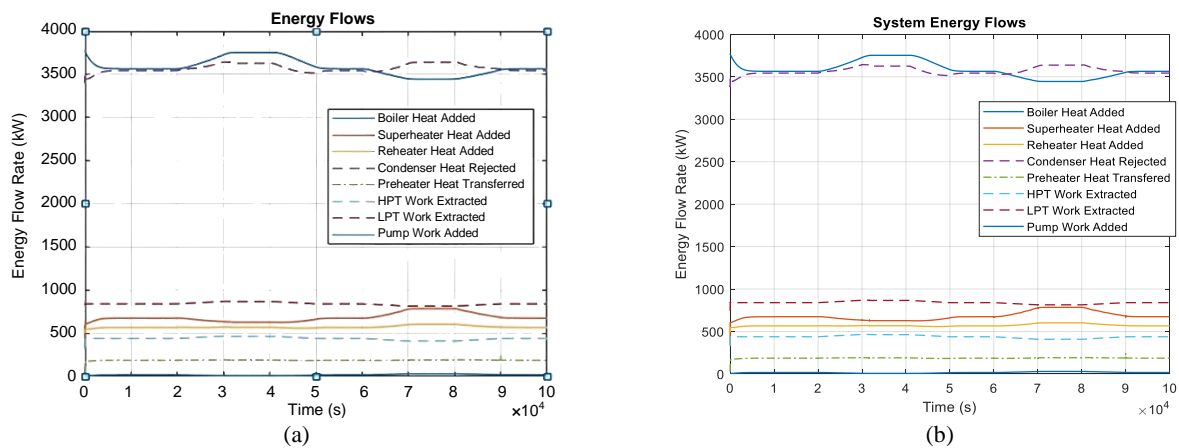 Energy Flows
4000
3500
3000
2500
2000
1500
1000
500
0
Energy Flow Rate (kW)
Boiler Heat Added
Superheater Heat Added
Reheater Heat Added
Condenser Heat Rejected
Preheater Heat Transferred
HPT Work Extracted
LPT Work Extracted
Pump Work Added
0 1 2 3 4 5 6 7 8 9 10
Time (s)
×10⁴
(a)
System Energy Flows
4000
3500
3000
2500
2000
1500
1000
500
0
Energy Flow Rate (kW)
Boiler Heat Added
Superheater Heat Added
Reheater Heat Added
Condenser Heat Rejected
Preheater Heat Transfered
HPT Work Extracted
LPT Work Extracted
Pump Work Added
0 1 2 3 4 5 6 7 8 9 10
Time (s)
×10⁴
(b)